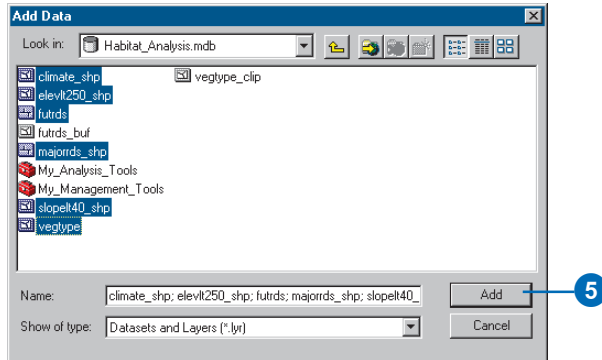 Add Data
Look in: Habitat_Analysis.mdb
climate_shp
elevlt250_shp
futrds
futrds_buf
majorrds_shp
My_Analysis_Tools
My_Management_Tools
slopelt40_shp
vegtype
vegtype_clip
Name: climate_shp; elevlt250_shp; futrds; majorrds_shp; slopelt40_
Add
5
Show of type: Datasets and Layers (*.lyr)
Cancel